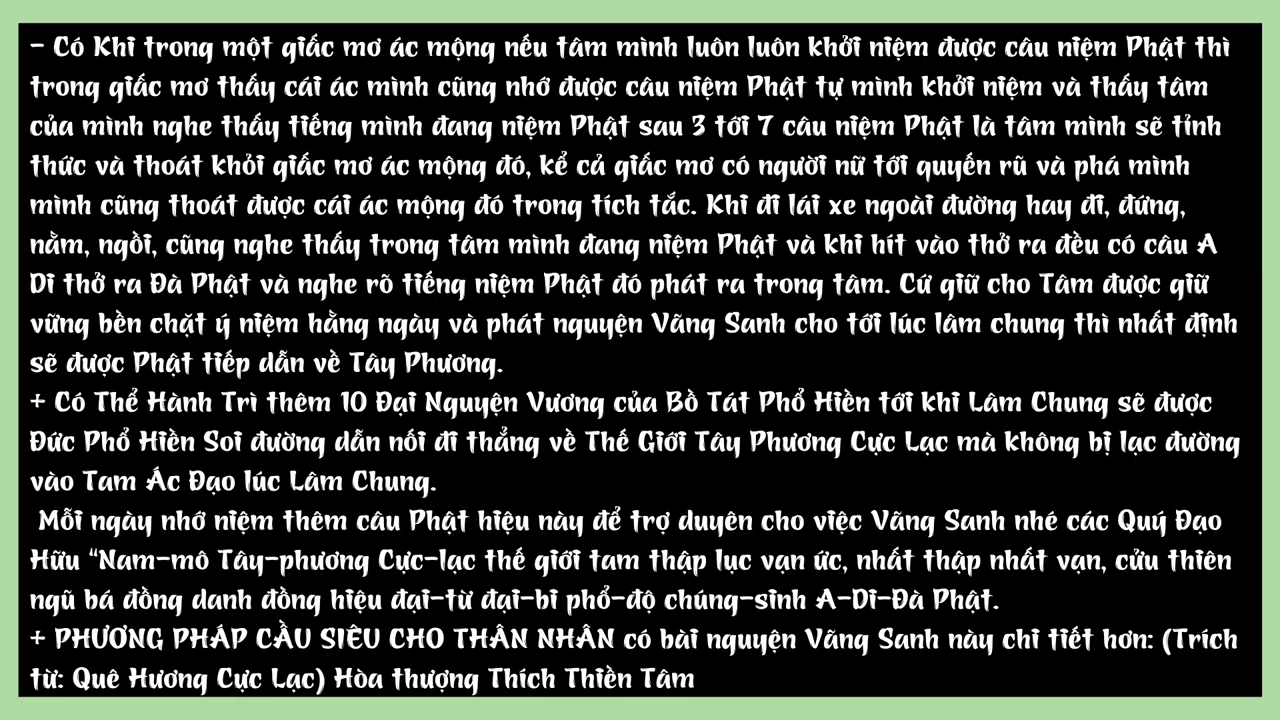 - Có Khi trong một giấc mơ ác mộng nếu tâm mình luôn luôn khởi niệm được câu niệm Phật thì
trong giấc mơ thấy cái ác mình cũng nhớ được câu niệm Phật tự mình khởi niệm và thấy tâm
của mình nghe thấy tiếng mình đang niệm Phật sau 3 tới 7 câu niệm Phật là tâm mình sẽ tỉnh
thức và thoát khỏi giấc mơ ác mộng đó, kể cả giấc mơ có người nữ tới quyến rũ và phá mình
mình cũng thoát được cái ác mộng đó trong tích tắc. Khi đi lái xe ngoài đường hay đi, đứng,
nằm, ngồi, cũng nghe thấy trong tâm mình đang niệm Phật và khi hít vào thở ra đều có câu A
Di thở ra Đà Phật và nghe rõ tiếng niệm Phật đó phát ra trong tâm. Cứ giữ cho Tâm được giữ
vững bền chặt ý niệm hằng ngày và phát nguyện Vãng Sanh cho tới lúc lâm chung thì nhất định
sẽ được Phật tiếp dẫn về Tây Phương.
+ Có Thể Hành Trì thêm 10 Đại Nguyện Vương của Bồ Tát Phổ Hiền tới khi Lâm Chung sẽ được
Đức Phổ Hiền Soi đường dẫn nối đi thẳng về Thế Giới Tây Phương Cực Lạc mà không bị lạc đường
vào Tam Ác Đạo lúc Lâm Chung.
Mỗi ngày nhớ niệm thêm câu Phật hiệu này để trợ duyên cho việc Vãng Sanh nhé các Quý Đạo
Hữu “Nam-mô Tây-phương Cực-lạc thế giới tam thập lục vạn ức, nhất thập nhất vạn, cửu thiên
ngũ bá đồng danh đồng hiệu đại-từ đại-bi phổ-độ chúng-sinh A-Di-Đà Phật.
+ PHƯƠNG PHÁP CẦU SIÊU CHO THÂN NHÂN có bài nguyện Vãng Sanh này chi tiết hơn: (Trích
từ: Quê Hương Cực Lạc) Hòa thượng Thích Thiền Tâm